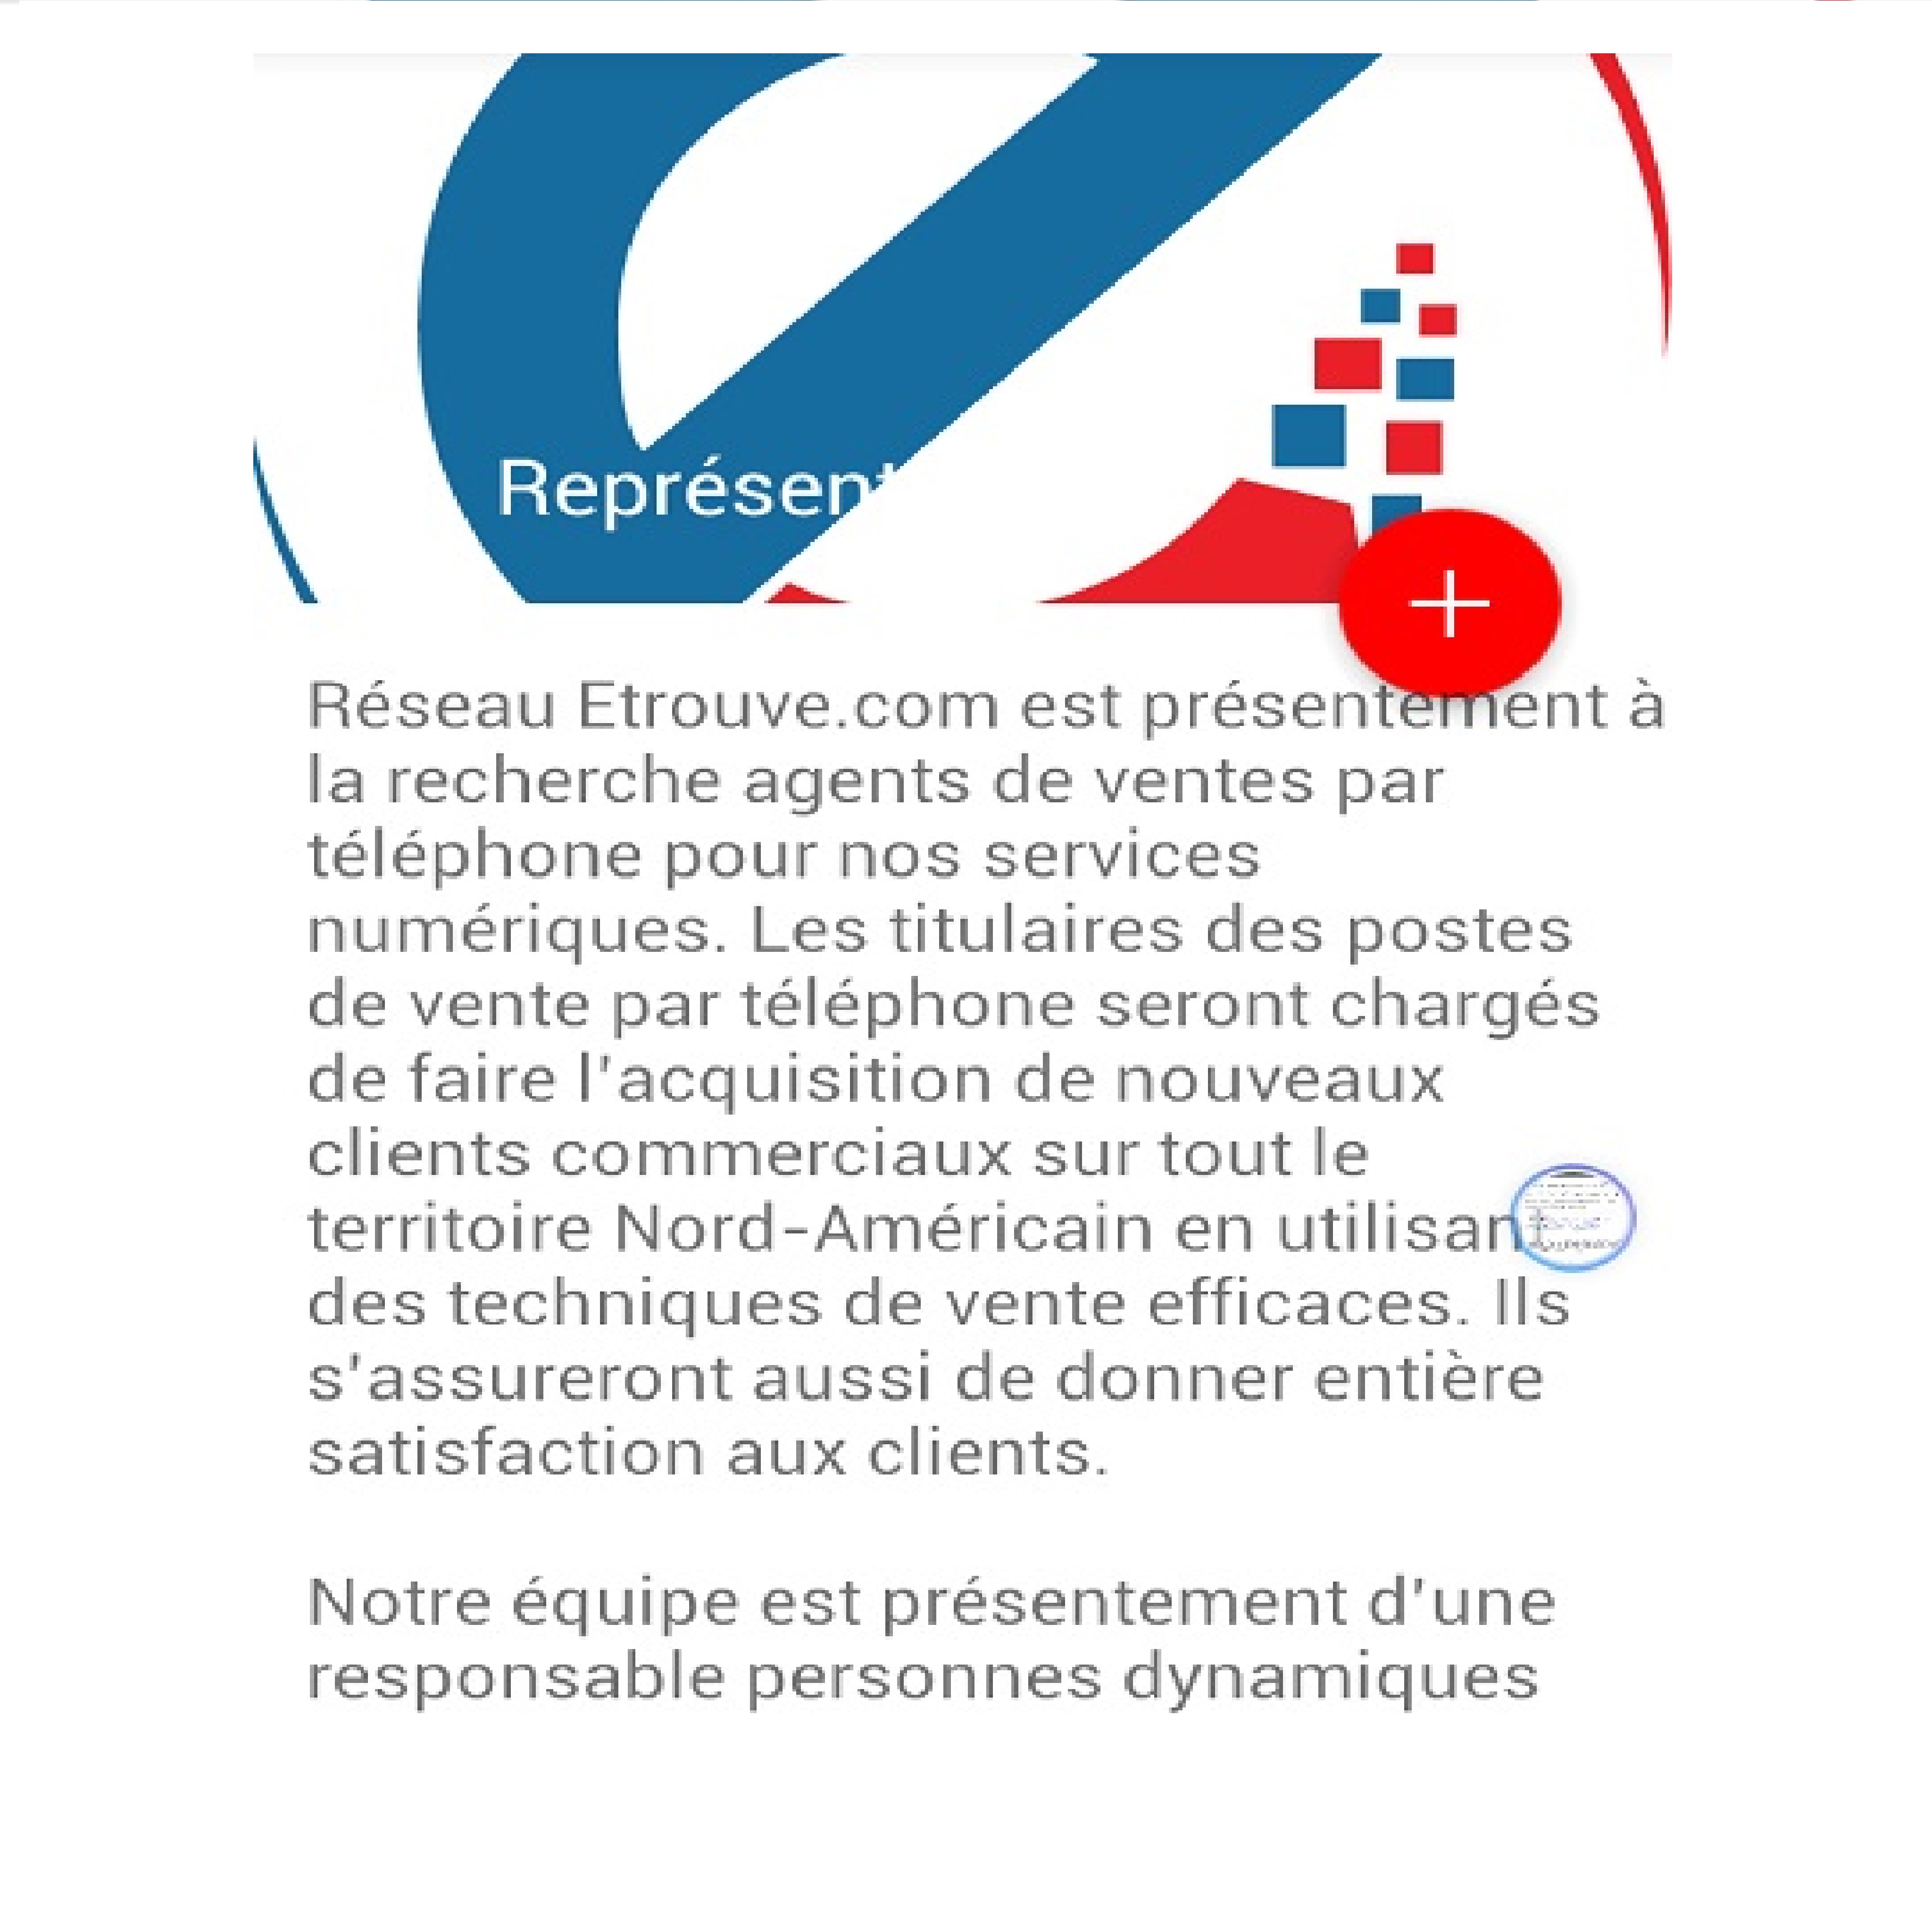 Représent
Réseau Etrouve.com est présentement à
la recherche agents de ventes par
téléphone pour nos services
numériques. Les titulaires des postes
de vente par téléphone seront chargés
de faire l'acquisition de nouveaux
clients commerciaux sur tout le
territoire Nord-Américain en utilisant
des techniques de vente efficaces. Ils
s'assureront aussi de donner entière
satisfaction aux clients.
Notre équipe est présentement d'une
responsable personnes dynamiques